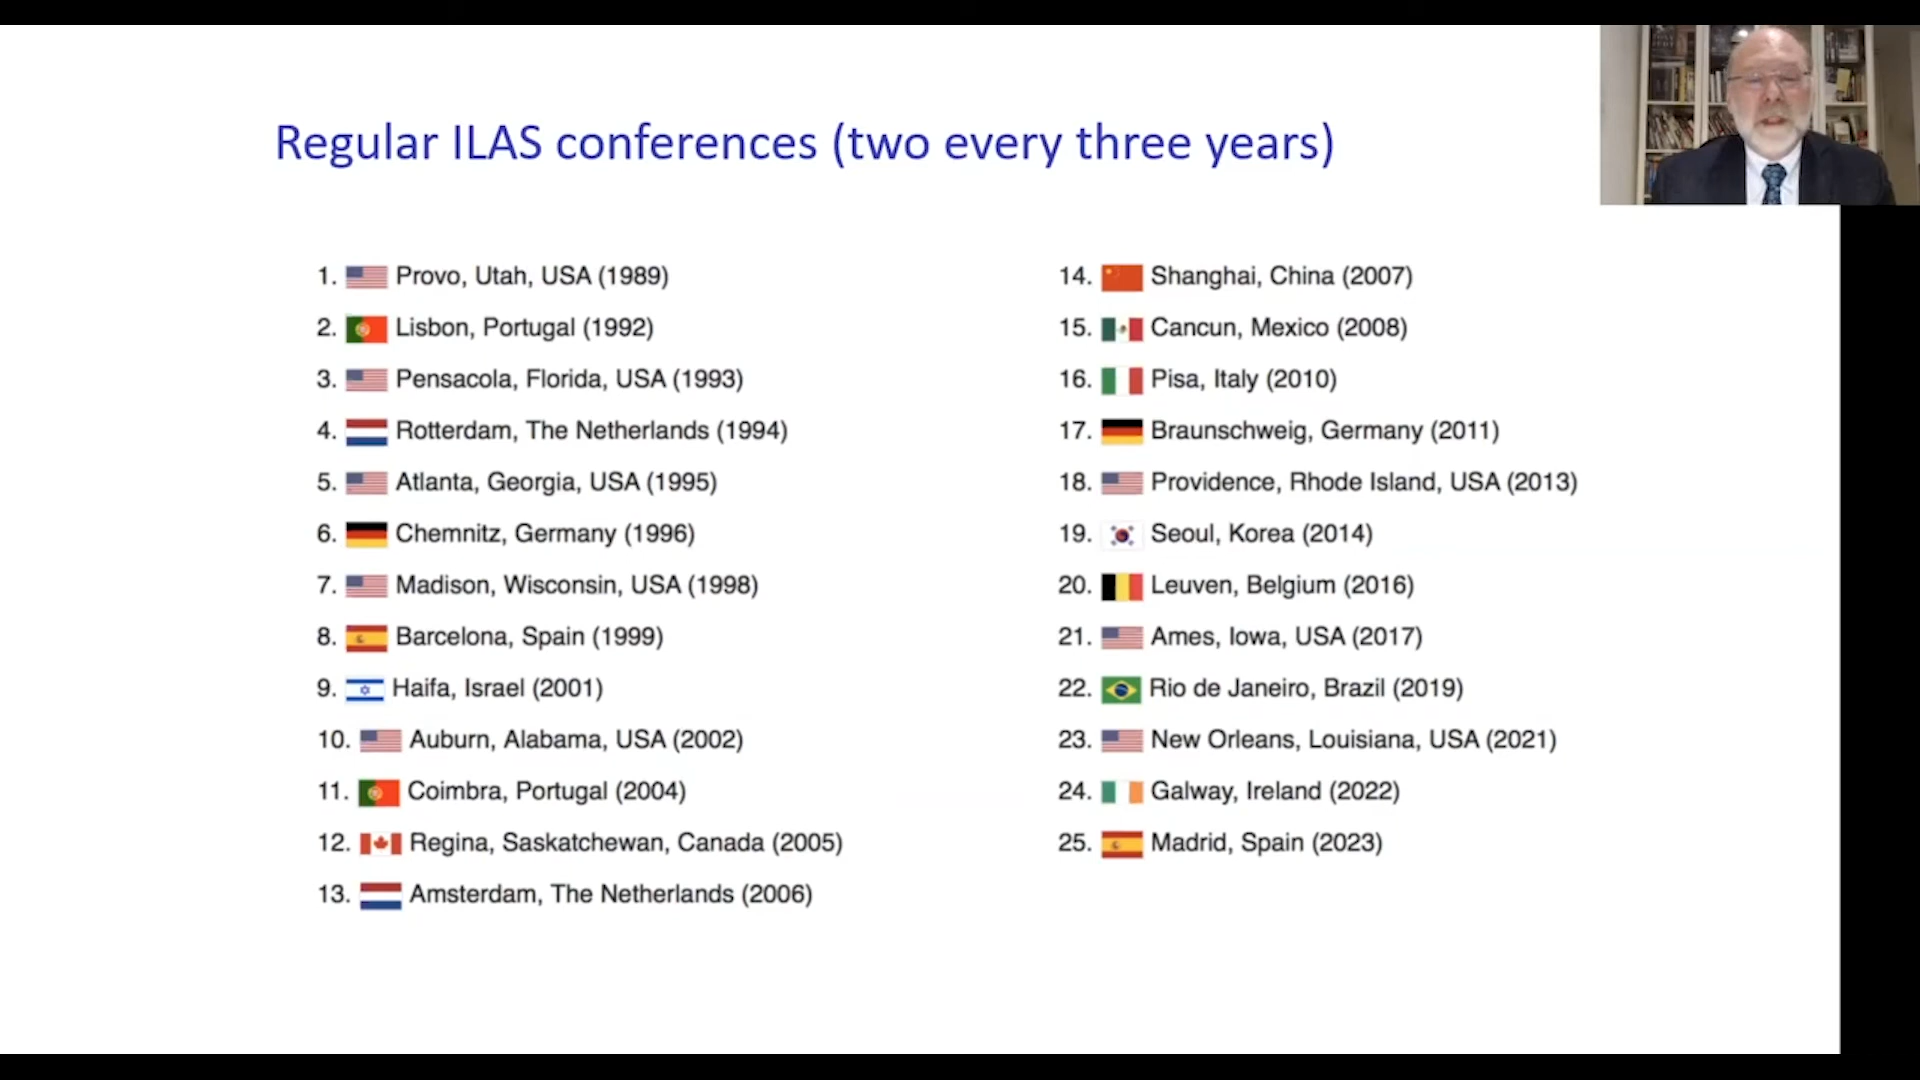 Regular ILAS conferences (two every three years)
1. Provo, Utah, USA (1989)
2. Lisbon, Portugal (1992)
3. Pensacola, Florida, USA (1993)
4. Rotterdam, The Netherlands (1994)
5. Atlanta, Georgia, USA (1995)
6. Chemnitz, Germany (1996)
7. Madison, Wisconsin, USA (1998)
8. Barcelona, Spain (1999)
9. Haifa, Israel (2001)
10. Auburn, Alabama, USA (2002)
11. Coimbra, Portugal (2004)
12. Regina, Saskatchewan, Canada (2005)
13. Amsterdam, The Netherlands (2006)
14. Shanghai, China (2007)
15. Cancun, Mexico (2008)
16. Pisa, Italy (2010)
17. Braunschweig, Germany (2011)
18. Providence, Rhode Island, USA (2013)
19. Seoul, Korea (2014)
20. Leuven, Belgium (2016)
21. Ames, Iowa, USA (2017)
22. Rio de Janeiro, Brazil (2019)
23. New Orleans, Louisiana, USA (2021)
24. Galway, Ireland (2022)
25. Madrid, Spain (2023)